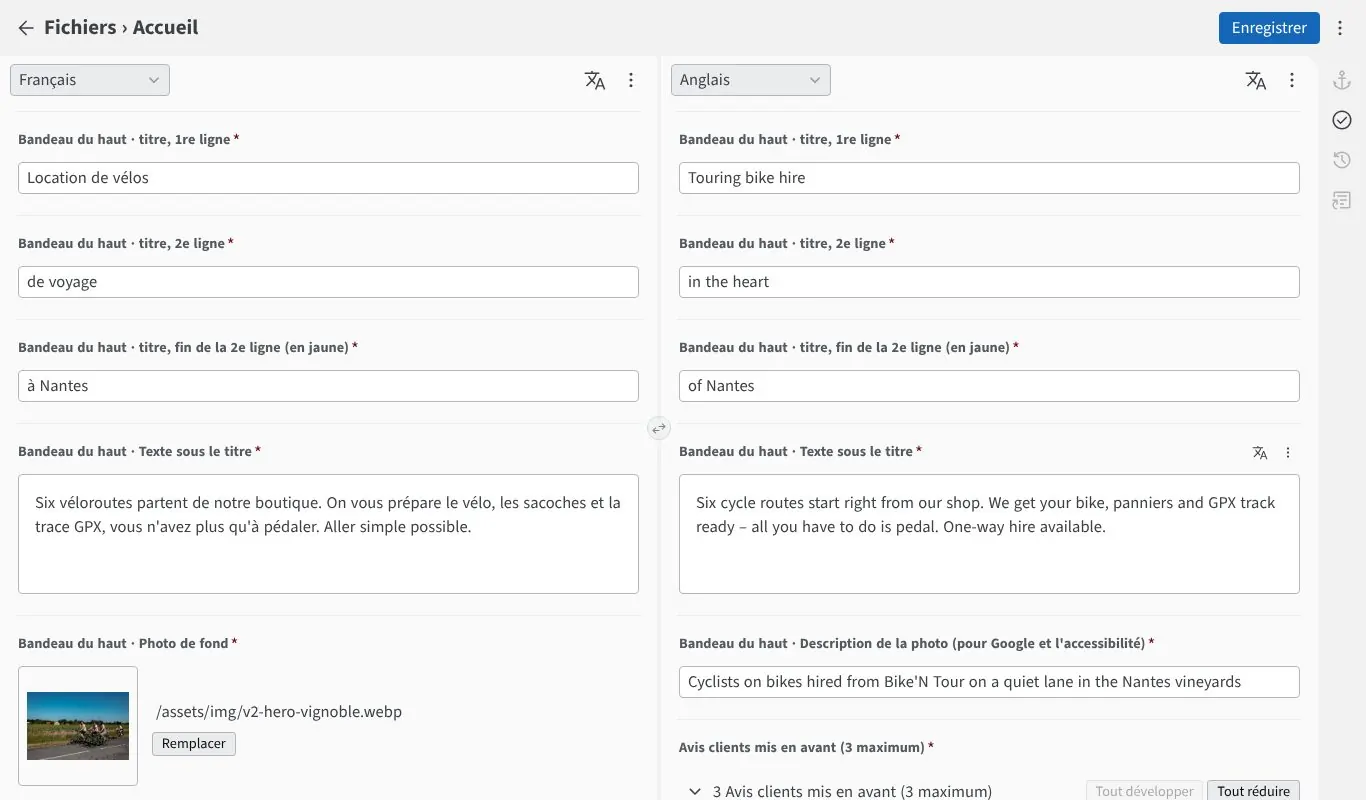 Fichiers › Accueil
Enregistrer
Français
Bandeau du haut · titre, 1re ligne *
Location de vélos
Bandeau du haut · titre, 2e ligne *
de voyage
Bandeau du haut · titre, fin de la 2e ligne (en jaune) *
à Nantes
Bandeau du haut · Texte sous le titre *
Six véloroutes partent de notre boutique. On vous prépare le vélo, les sacoches et la
trace GPX, vous n'avez plus qu'à pédaler. Aller simple possible.
Bandeau du haut · Photo de fond *
/assets/img/v2-hero-vignoble.webp
Remplacer
Anglais
Bandeau du haut · titre, 1re ligne *
Touring bike hire
Bandeau du haut · titre, 2e ligne *
in the heart
Bandeau du haut · titre, fin de la 2e ligne (en jaune) *
of Nantes
Bandeau du haut · Texte sous le titre *
Six cycle routes start right from our shop. We get your bike, panniers and GPX track
ready – all you have to do is pedal. One-way hire available.
Bandeau du haut · Description de la photo (pour Google et l'accessibilité) *
Cyclists on bikes hired from Bike'N Tour on a quiet lane in the Nantes vineyards
Avis clients mis en avant (3 maximum) *
3 Avis clients mis en avant (3 maximum)
Tout développer
Tout réduire